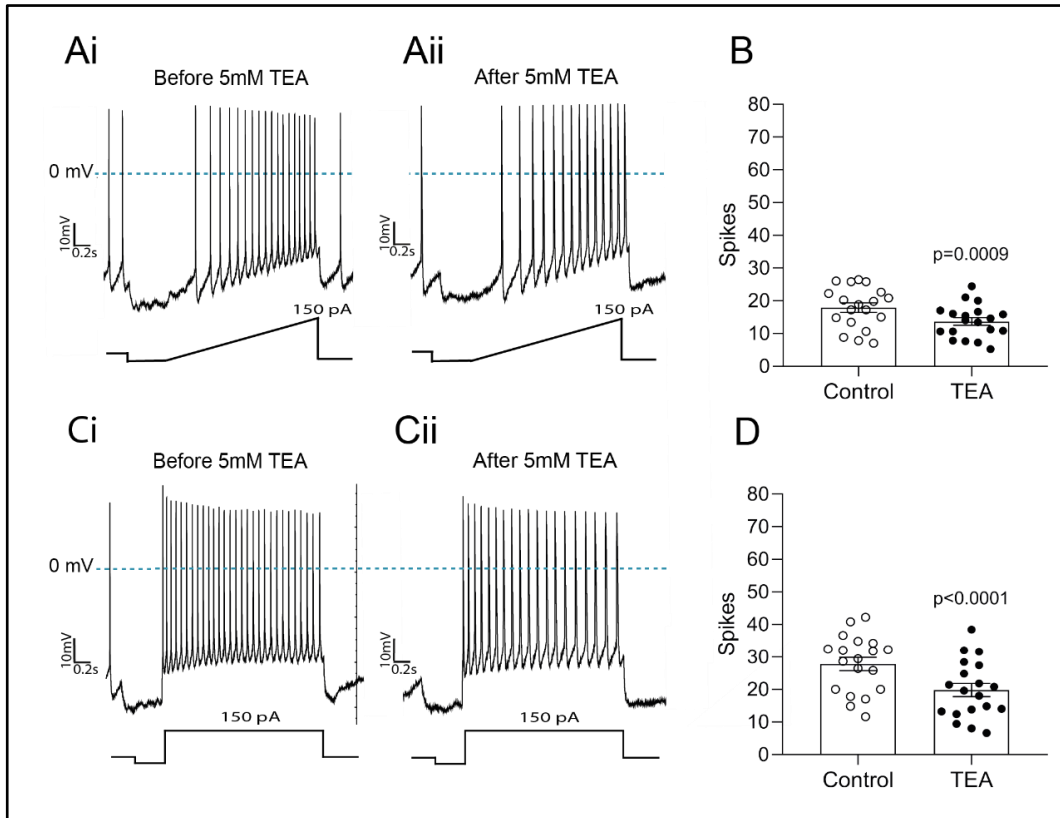 Ai
Before 5mM TEA
0 mV
10mV
0.2s
150 pA
Aii
After 5mM TEA
10mV
0.2s
150 pA
B
80
70
60
50
40
30
20
10
0
Spikes
p=0.0009
Control
TEA
Ci
Before 5mM TEA
0 mV
10mV
0.2s
150 pA
Cii
After 5mM TEA
10mV
0.2s
150 pA
D
80
70
60
50
40
30
20
10
0
Spikes
p<0.0001
Control
TEA